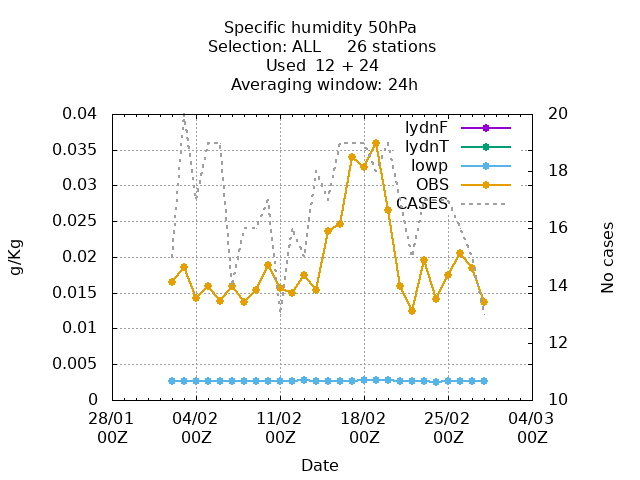 Specific humidity 50hPa
Selection: ALL     26 stations
Used  12 + 24
Averaging window: 24h
0.04
0.035
0.03
0.025
0.02
0.015
0.01
0.005
0
g/Kg
lydnF
lydnT
lowp
OBS
CASES
20
18
16
14
12
10
No cases
28/01 04/02 11/02 18/02 25/02 04/03
00Z 00Z 00Z 00Z 00Z 00Z
Date